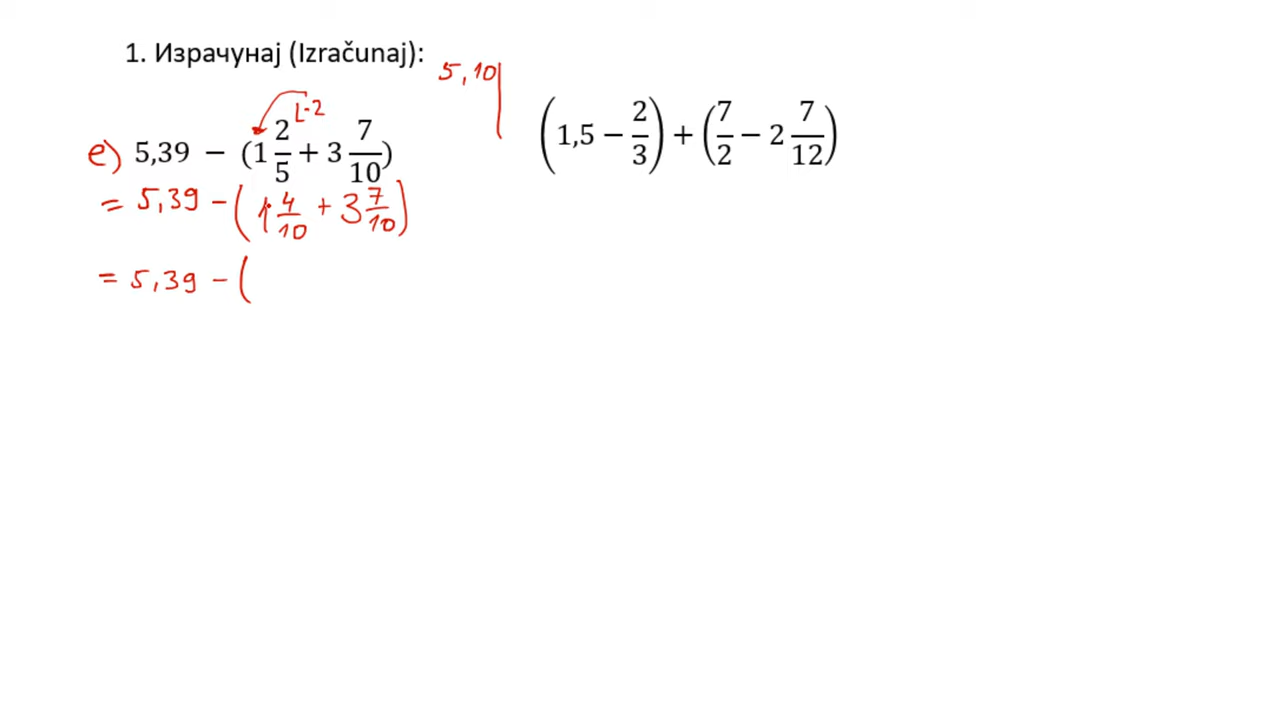 1. Израчунај (Izračunaj):
5,10|
e) 5,39 − (1 2/5 + 3 7/10)
L·2
(1,5 − 2/3) + (7/2 − 2 7/12)
= 5,39 − (1 4/10 + 3 7/10)
= 5,39 − (